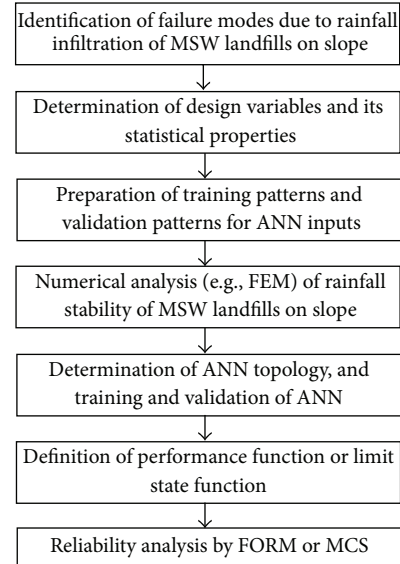 Identification of failure modes due to rainfall
infiltration of MSW landfills on slope
Determination of design variables and its
statistical properties
Preparation of training patterns and
validation patterns for ANN inputs
Numerical analysis (e.g., FEM) of rainfall
stability of MSW landfills on slope
Determination of ANN topology, and
training and validation of ANN
Definition of performance function or limit
state function
Reliability analysis by FORM or MCS